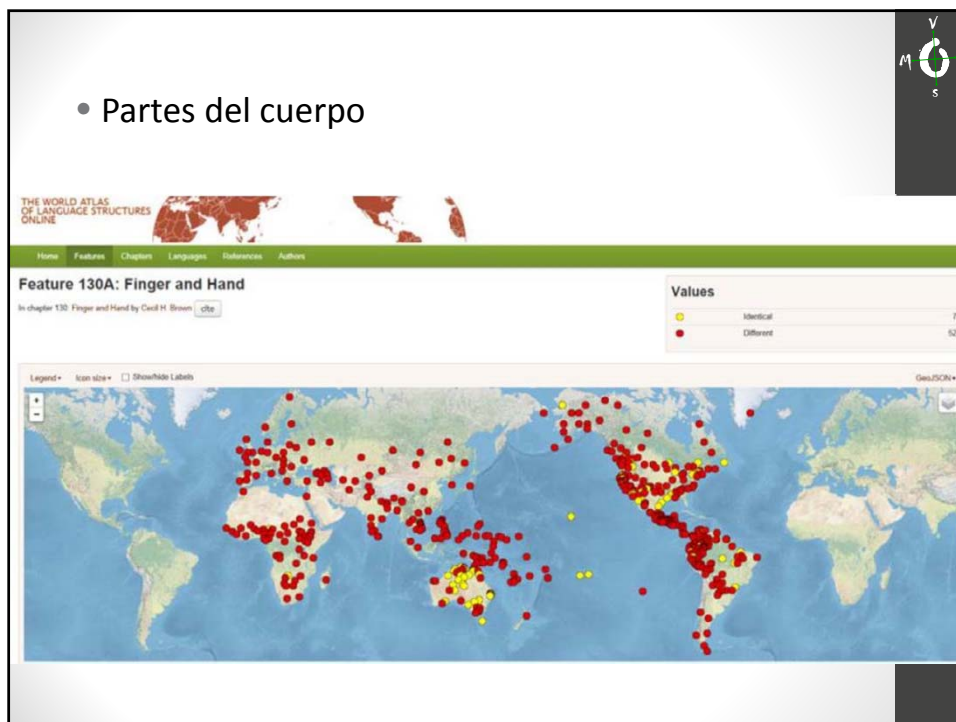 V
M
S
• Partes del cuerpo
THE WORLD ATLAS
OF LANGUAGE STRUCTURES
ONLINE
Home Features Chapters Languages References Authors
Feature 130A: Finger and Hand
In chapter 130 Finger and Hand by Cecil H. Brown cite
Values
Identical 7
Different 52
Legend Icon size Show/hide Labels GeoJSON
+
-